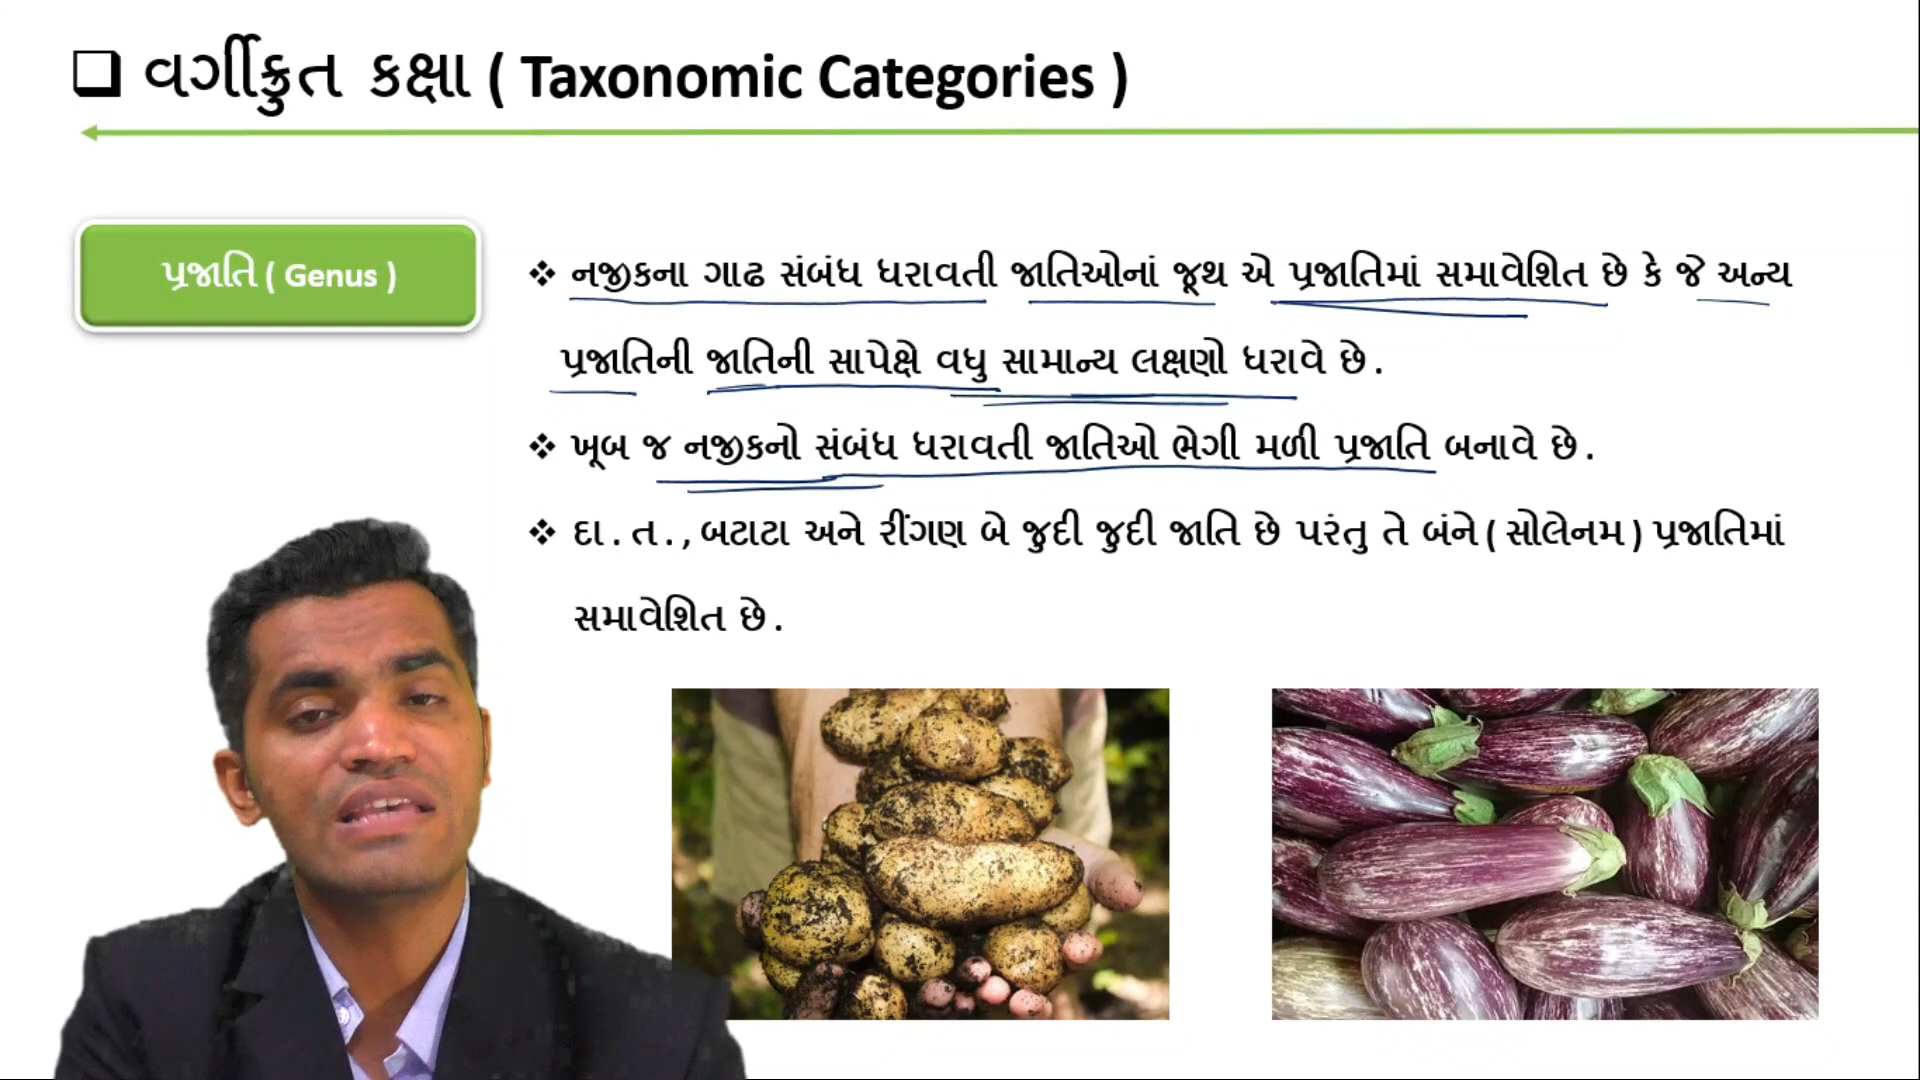 વર્ગીકૃત કક્ષા ( Taxonomic Categories )
પ્રજાતિ ( Genus )
નજીકના ગાઢ સંબંધ ધરાવતી જાતિઓનાં જૂથ એ પ્રજાતિમાં સમાવેશિત છે કે જે અન્ય
પ્રજાતિની જાતિની સાપેક્ષે વધુ સામાન્ય લક્ષણો ધરાવે છે.
ખૂબ જ નજીકનો સંબંધ ધરાવતી જાતિઓ ભેગી મળી પ્રજાતિ બનાવે છે.
દા.ત., બટાટા અને રીંગણ બે જુદી જુદી જાતિ છે પરંતુ તે બંને ( સોલેનમ ) પ્રજાતિમાં
સમાવેશિત છે.